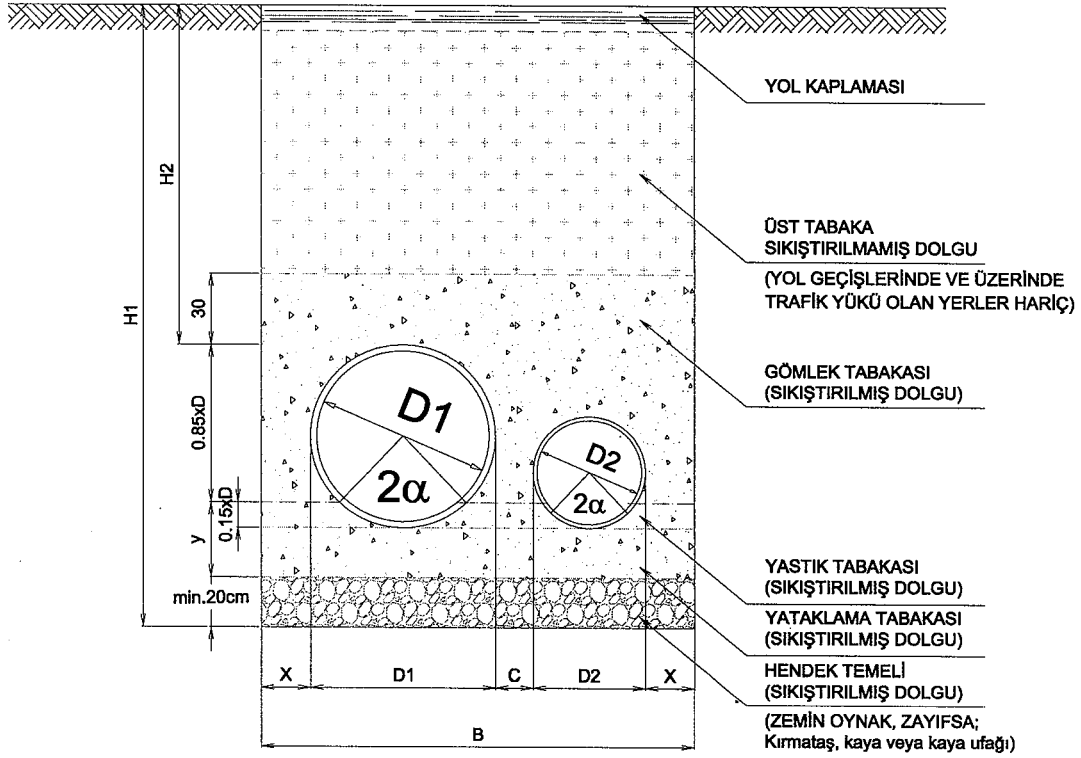 YOL KAPLAMASI
ÜST TABAKA
SIKIŞTIRILMAMIŞ DOLGU
(YOL GEÇİŞLERİNDE VE ÜZERİNDE
TRAFİK YÜKÜ OLAN YERLER HARİÇ)
GÖMLEK TABAKASI
(SIKIŞTIRILMIŞ DOLGU)
YASTIK TABAKASI
(SIKIŞTIRILMIŞ DOLGU)
YATAKLAMA TABAKASI
(SIKIŞTIRILMIŞ DOLGU)
HENDEK TEMELİ
(SIKIŞTIRILMIŞ DOLGU)
(ZEMİN OYNAK, ZAYIFSA;
Kırmataş, kaya veya kaya ufağı)
H1
H2
30
0.85xD
0.15xD
y
min.20cm
D1
2α
D2
2α
X
D1
C
D2
X
B